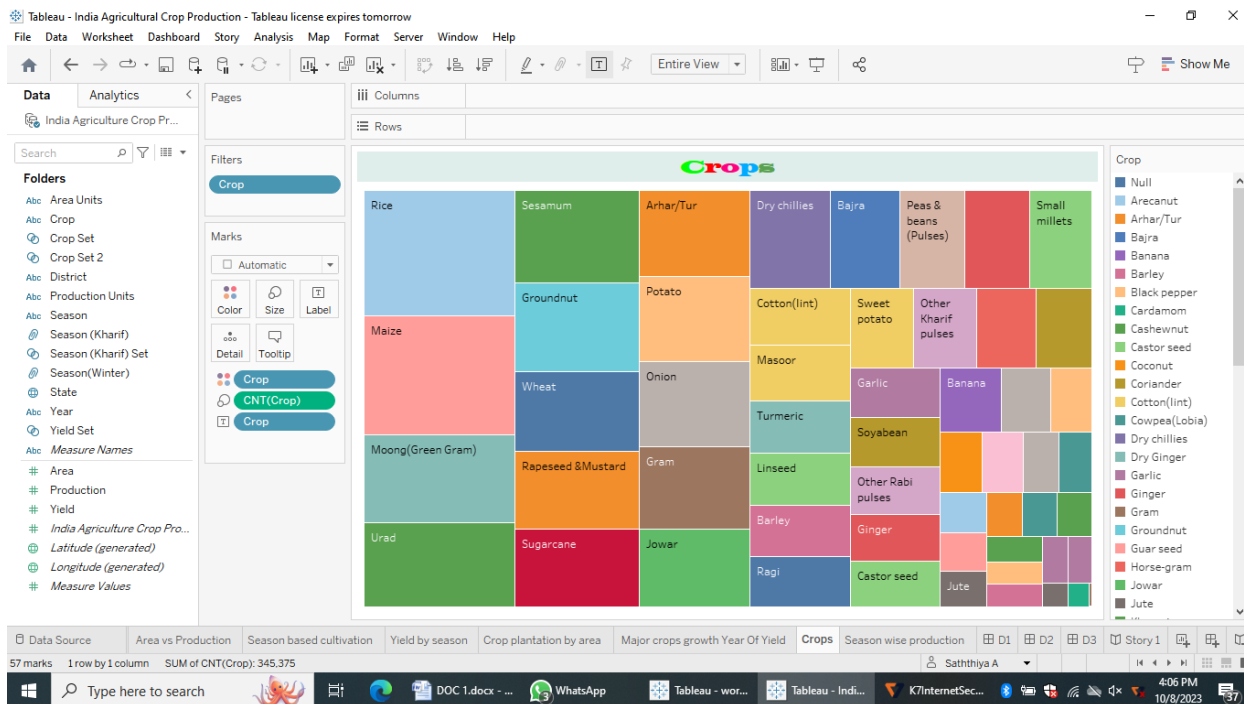 Tableau - India Agricultural Crop Production - Tableau license expires tomorrow
File Data Worksheet Dashboard Story Analysis Map Format Server Window Help
Entire View
Show Me
Data Analytics
India Agriculture Crop Pr...
Search
Folders
Abc Area Units
Abc Crop
Crop Set
Crop Set 2
Abc District
Abc Production Units
Abc Season
Season (Kharif)
Season (Kharif) Set
Season(Winter)
State
Abc Year
Yield Set
Abc Measure Names
# Area
# Production
# Yield
# India Agriculture Crop Pro...
Latitude (generated)
Longitude (generated)
# Measure Values
Pages
Filters
Crop
Marks
Automatic
Color Size Label
Detail Tooltip
Crop
CNT(Crop)
Crop
Columns
Rows
Crops
Rice
Maize
Moong(Green Gram)
Urad
Sesamum
Groundnut
Wheat
Rapeseed &Mustard
Sugarcane
Arhar/Tur
Potato
Onion
Gram
Jowar
Dry chillies
Bajra
Peas &
beans
(Pulses)
Small
millets
Cotton(lint)
Masoor
Turmeric
Linseed
Barley
Ragi
Sweet
potato
Other
Kharif
pulses
Garlic
Soyabean
Other Rabi
pulses
Ginger
Castor seed
Banana
Jute
Crop
Null
Arecanut
Arhar/Tur
Bajra
Banana
Barley
Black pepper
Cardamom
Cashewnut
Castor seed
Coconut
Coriander
Cotton(lint)
Cowpea(Lobia)
Dry chillies
Dry Ginger
Garlic
Ginger
Gram
Groundnut
Guar seed
Horse-gram
Jowar
Jute
Data Source Area vs Production Season based cultivation Yield by season Crop plantation by area Major crops growth Year Of Yield Crops Season wise production D1 D2 D3 Story 1
57 marks 1 row by 1 column SUM of CNT(Crop): 345,375
Saththiya A
Type here to search
DOC 1.docx - ...
3
WhatsApp
Tableau - wor...
Tableau - Indi...
K7InternetSec...
4:06 PM
10/8/2023
37